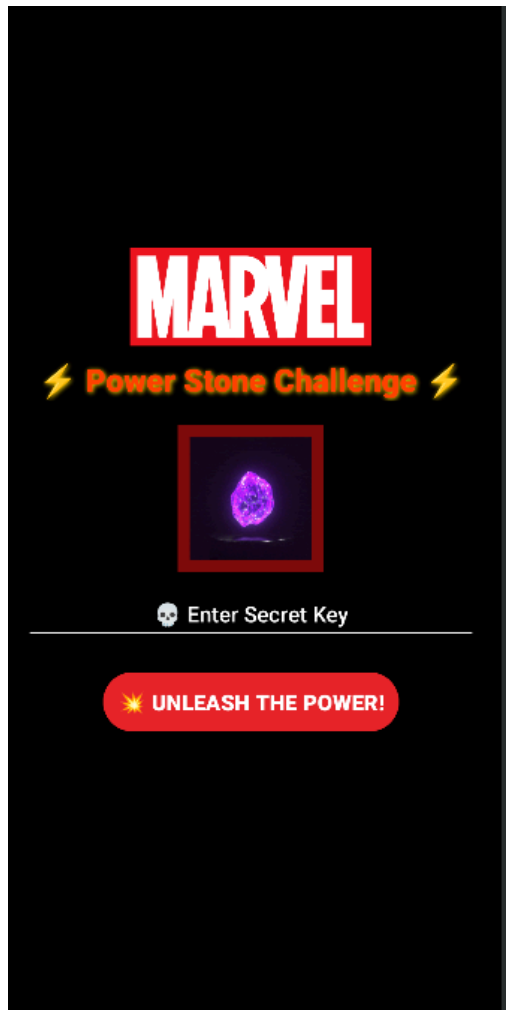 MARVEL
⚡ Power Stone Challenge ⚡
💀 Enter Secret Key
💥 UNLEASH THE POWER!